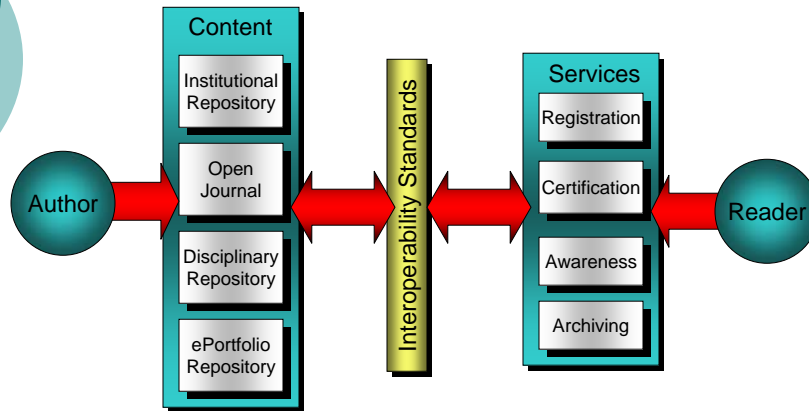 Author
Content
Institutional
Repository
Open
Journal
Disciplinary
Repository
ePortfolio
Repository
Interoperability Standards
Services
Registration
Certification
Awareness
Archiving
Reader